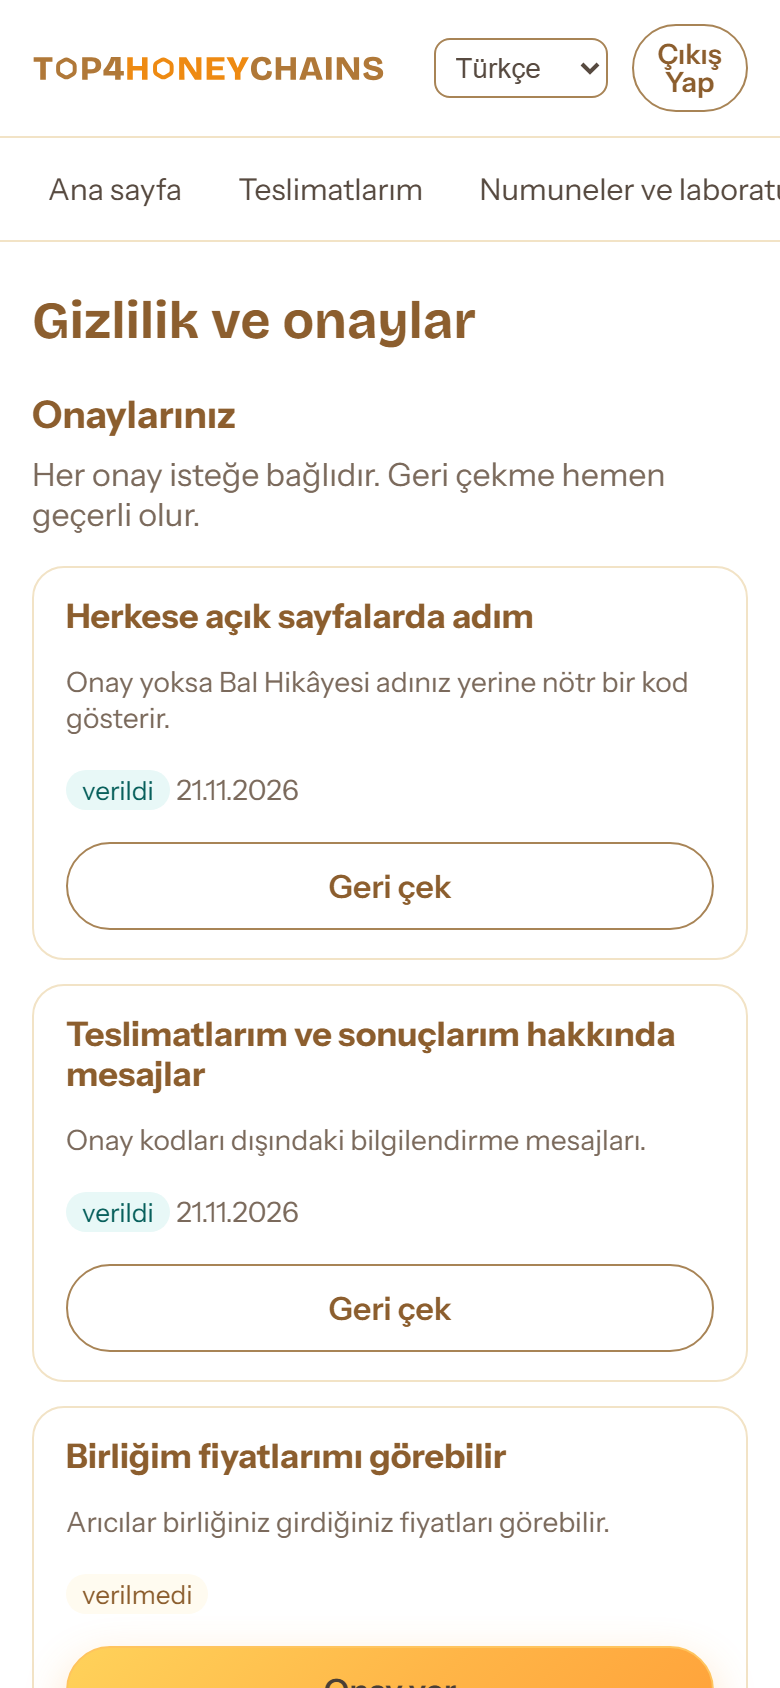 TOP4HONEYCHAINS
Türkçe
Çıkış
Yap
Ana sayfa Teslimatlarım Numuneler ve
Gizlilik ve onaylar
Onaylarınız
Her onay isteğe bağlıdır. Geri çekme hemen
geçerli olur.
Herkese açık sayfalarda adım
Onay yoksa Bal Hikâyesi adınız yerine nötr bir kod
gösterir.
verildi 21.11.2026
Geri çek
Teslimatlarım ve sonuçlarım hakkında
mesajlar
Onay kodları dışındaki bilgilendirme mesajları.
verildi 21.11.2026
Geri çek
Birliğim fiyatlarımı görebilir
Arıcılar birliğiniz girdiğiniz fiyatları görebilir.
verilmedi